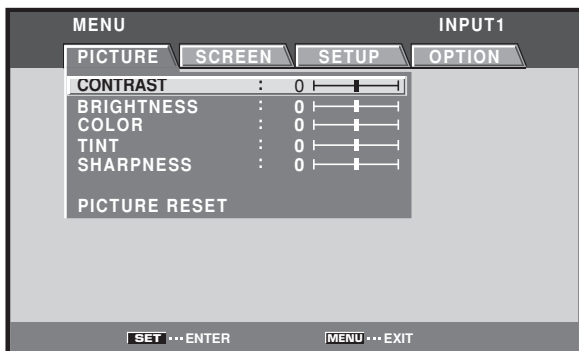 MENU INPUT1
PICTURE SCREEN SETUP OPTION
CONTRAST : 0
BRIGHTNESS : 0
COLOR : 0
TINT : 0
SHARPNESS : 0
PICTURE RESET
SET ···ENTER MENU ···EXIT